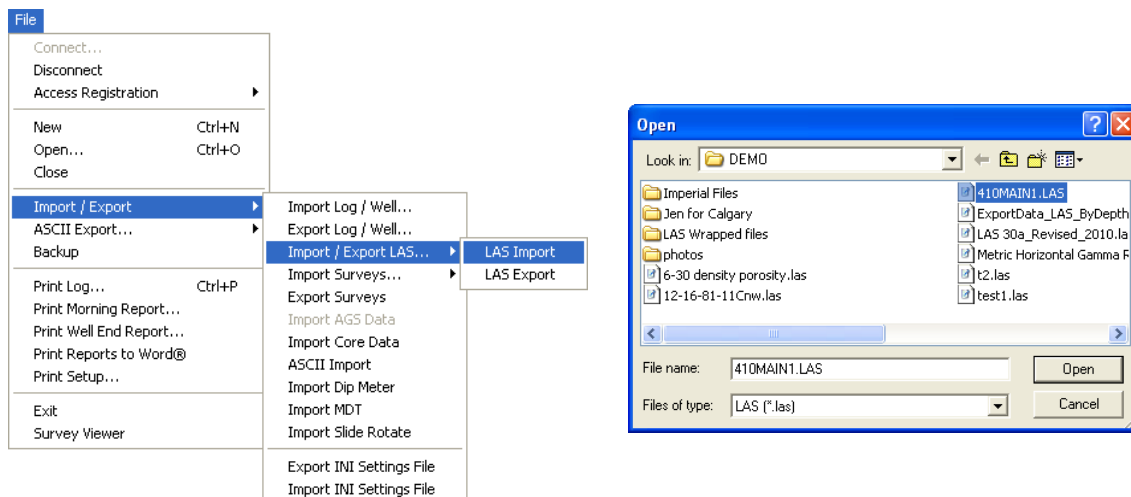 File
Connect...
Disconnect
Access Registration
New Ctrl+N
Open... Ctrl+O
Close
Import / Export
ASCII Export...
Backup
Print Log... Ctrl+P
Print Morning Report...
Print Well End Report...
Print Reports to Word®
Print Setup...
Exit
Survey Viewer
Import Log / Well...
Export Log / Well...
Import / Export LAS...
Import Surveys...
Export Surveys
Import AGS Data
Import Core Data
ASCII Import
Import Dip Meter
Import MDT
Import Slide Rotate
Export INI Settings File
Import INI Settings File
LAS Import
LAS Export
Open
Look in: DEMO
Imperial Files
Jen for Calgary
LAS Wrapped files
photos
6-30 density porosity.las
12-16-81-11Cnw.las
410MAIN1.LAS
ExportData_LAS_ByDepth
LAS 30a_Revised_2010.la
Metric Horizontal Gamma R
t2.las
test1.las
File name: 410MAIN1.LAS Open
Files of type: LAS (*.las) Cancel